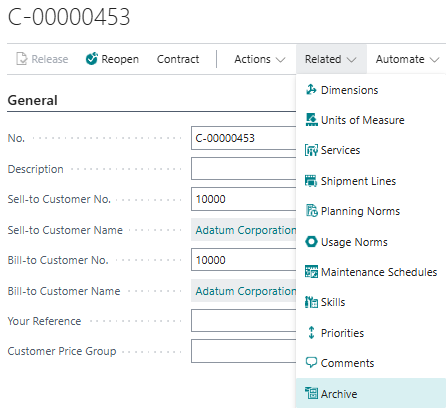 C-00000453
Release Reopen Contract Actions Related Automate
Dimensions
Units of Measure
Services
Shipment Lines
Planning Norms
Usage Norms
Maintenance Schedules
Skills
Priorities
Comments
Archive
General
No. C-00000453
Description
Sell-to Customer No. 10000
Sell-to Customer Name Adatum Corporation
Bill-to Customer No. 10000
Bill-to Customer Name Adatum Corporation
Your Reference
Customer Price Group